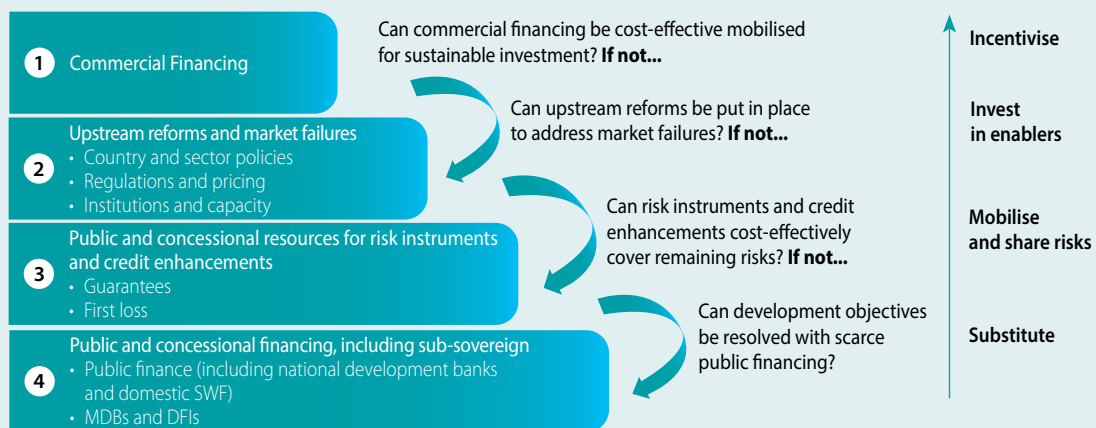 1 Commercial Financing
Can commercial financing be cost-effective mobilised
for sustainable investment? If not...
Can upstream reforms be put in place
to address market failures? If not...
2 Upstream reforms and market failures
• Country and sector policies
• Regulations and pricing
• Institutions and capacity
Can risk instruments and credit
enhancements cost-effectively
cover remaining risks? If not...
3 Public and concessional resources for risk instruments
and credit enhancements
• Guarantees
• First loss
Can development objectives
be resolved with scarce
public financing?
4 Public and concessional financing, including sub-sovereign
• Public finance (including national development banks
and domestic SWF)
• MDBs and DFIs
Incentivise
Invest
in enablers
Mobilise
and share risks
Substitute